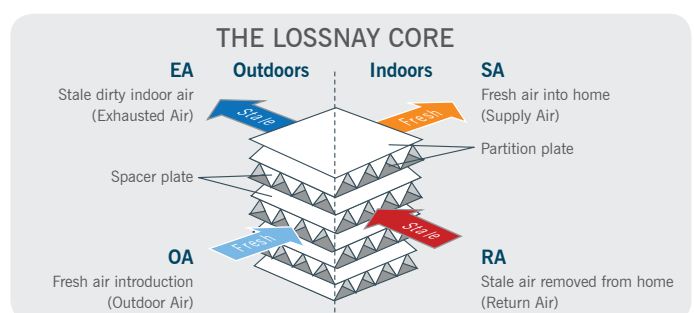 THE LOSSNAY CORE
EA
Outdoors
Indoors
SA
Stale dirty indoor air
(Exhausted Air)
Stale
Fresh
Fresh air into home
(Supply Air)
Partition plate
Spacer plate
Fresh
Stale
OA
Fresh air introduction
(Outdoor Air)
RA
Stale air removed from home
(Return Air)